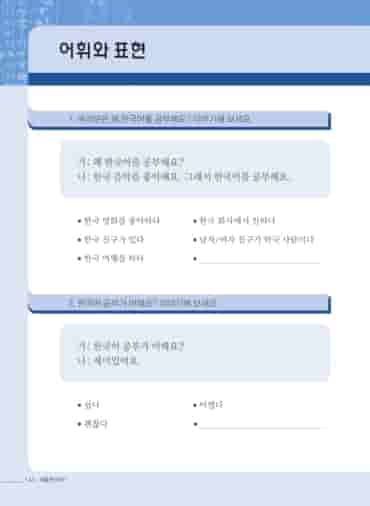 어휘와 표현
1. 여러분은 왜 한국어를 공부해요? 이야기해 보세요.
가: 왜 한국어를 공부해요?
나: 한국 음악을 좋아해요. 그래서 한국어를 공부해요.
• 한국 영화를 좋아하다
• 한국 회사에서 일하다
• 한국 친구가 있다
• 남자/여자 친구가 한국 사람이다
• 한국 여행을 하다
•
2. 한국어 공부가 어때요? 이야기해 보세요.
가: 한국어 공부가 어때요?
나: 재미있어요.
• 쉽다
• 어렵다
• 괜찮다
•